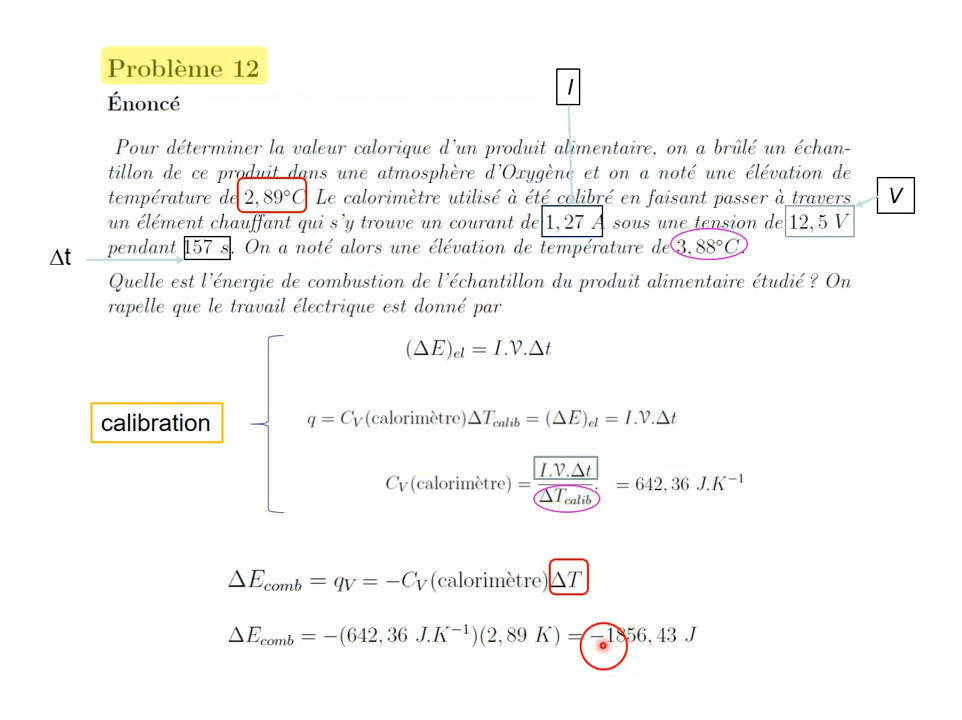 Problème 12
I
Énoncé
Pour déterminer la valeur calorique d'un produit alimentaire, on a brûlé un échan-
tillon de ce produit dans une atmosphère d'Oxygène et on a noté une élévation de
température de 2,89°C Le calorimètre utilisé à été calibré en faisant passer à travers
V
un élément chauffant qui s'y trouve un courant de 1,27 A sous une tension de 12,5 V
pendant 157 s. On a noté alors une élévation de température de 3,88°C.
Δt
Quelle est l'énergie de combustion de l'échantillon du produit alimentaire étudié ? On
rapelle que le travail électrique est donné par
(ΔE)el = I.V.Δt
calibration
q = CV(calorimètre)ΔTcalib = (ΔE)el = I.V.Δt
CV(calorimètre) = I.V.Δt / ΔTcalib. = 642,36 J.K⁻¹
ΔEcomb = qV = −CV(calorimètre)ΔT
ΔEcomb = −(642,36 J.K⁻¹)(2,89 K) = −1856,43 J